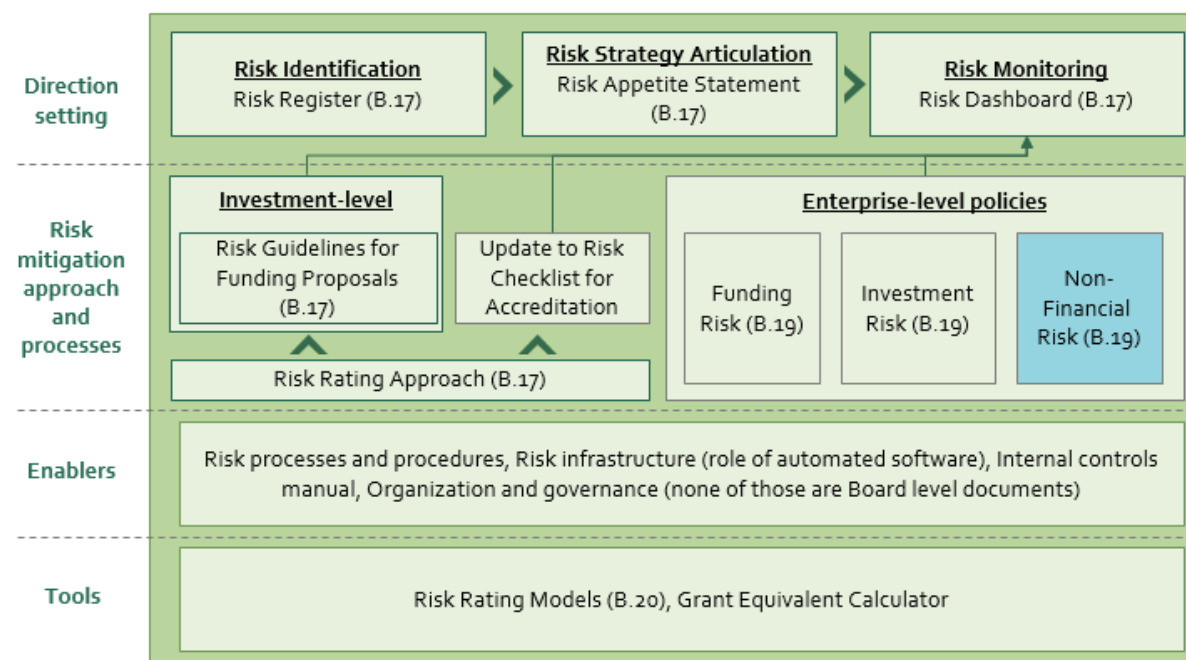 Direction
setting
Risk Identification
Risk Register (B.17)
Risk Strategy Articulation
Risk Appetite Statement
(B.17)
Risk Monitoring
Risk Dashboard (B.17)
Risk
mitigation
approach
and
processes
Investment-level
Risk Guidelines for
Funding Proposals
(B.17)
Update to Risk
Checklist for
Accreditation
Risk Rating Approach (B.17)
Enterprise-level policies
Funding
Risk (B.19)
Investment
Risk (B.19)
Non-
Financial
Risk (B.19)
Enablers
Risk processes and procedures, Risk infrastructure (role of automated software), Internal controls
manual, Organization and governance (none of those are Board level documents)
Tools
Risk Rating Models (B.20), Grant Equivalent Calculator